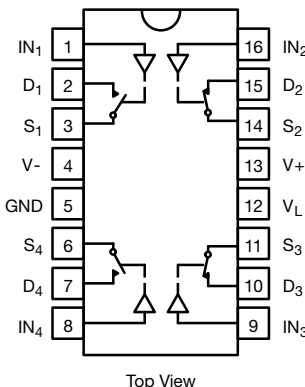 IN1 1 16 IN2
D1 2 15 D2
S1 3 14 S2
V- 4 13 V+
GND 5 12 VL
S4 6 11 S3
D4 7 10 D3
IN4 8 9 IN3
Top View